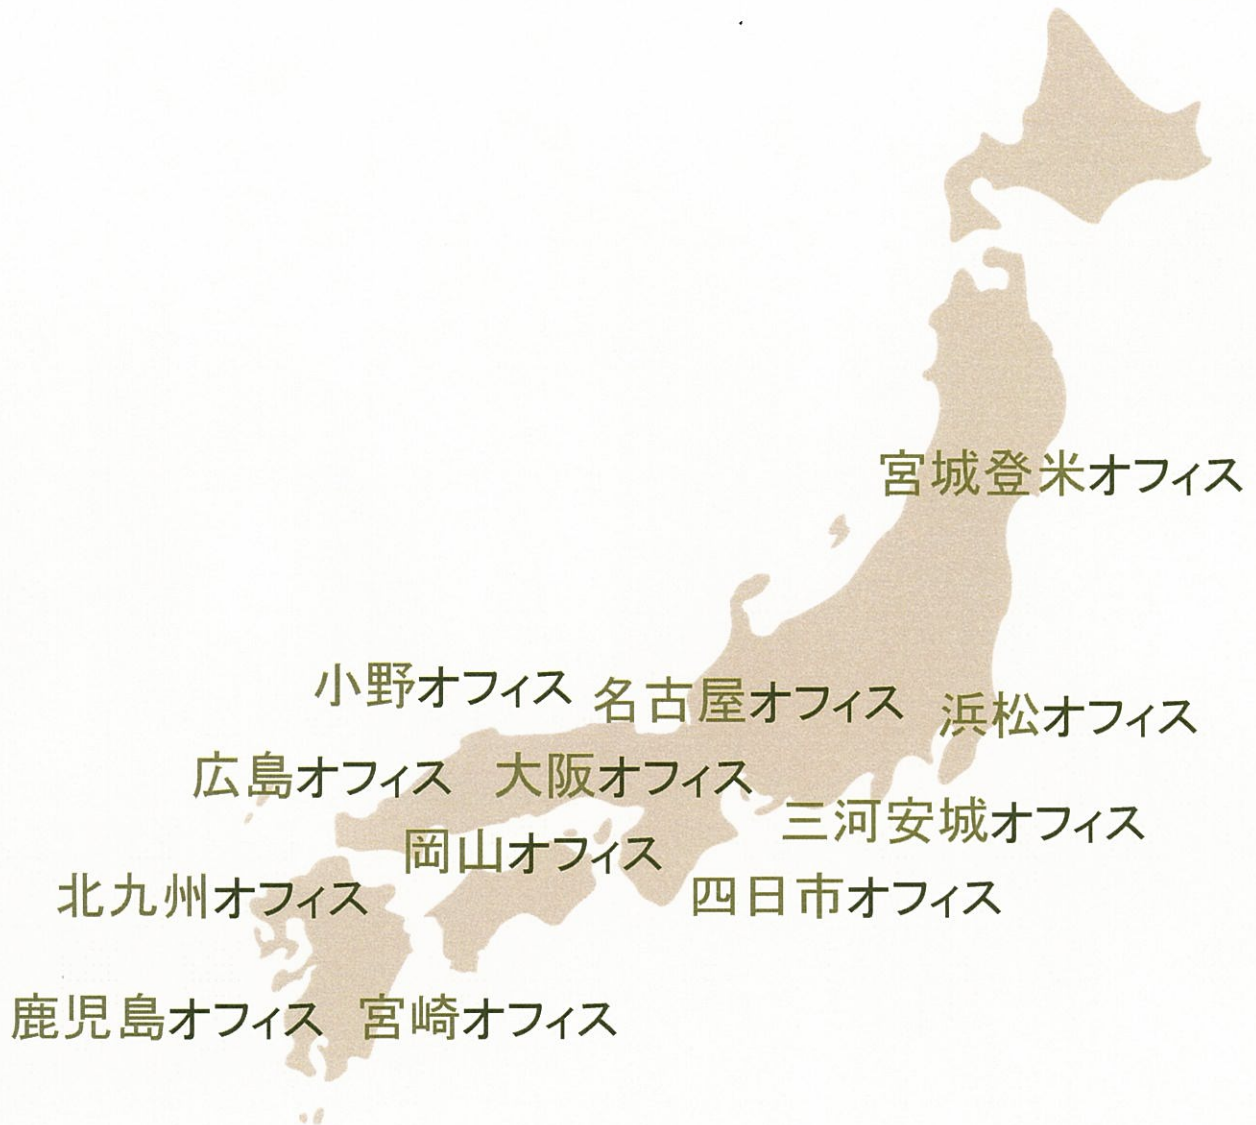 宮城登米オフィス
小野オフィス 名古屋オフィス 浜松オフィス
広島オフィス 大阪オフィス
三河安城オフィス
岡山オフィス
北九州オフィス 四日市オフィス
鹿児島オフィス 宮崎オフィス